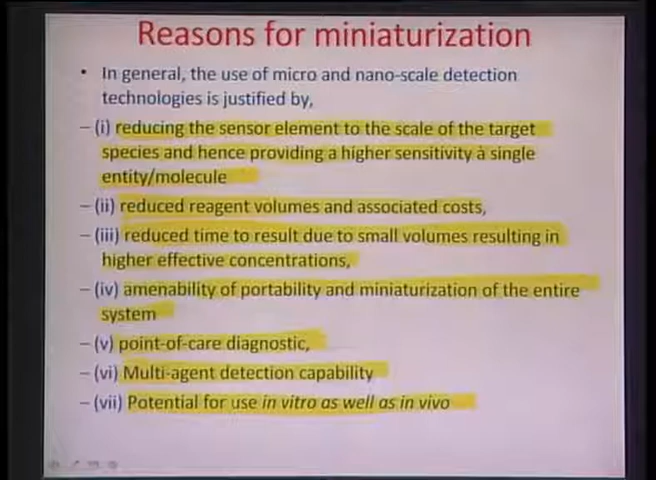 Reasons for miniaturization
• In general, the use of micro and nano-scale detection
technologies is justified by,
– (i) reducing the sensor element to the scale of the target
species and hence providing a higher sensitivity à single
entity/molecule
– (ii) reduced reagent volumes and associated costs,
– (iii) reduced time to result due to small volumes resulting in
higher effective concentrations,
– (iv) amenability of portability and miniaturization of the entire
system
– (v) point-of-care diagnostic,
– (vi) Multi-agent detection capability
– (vii) Potential for use in vitro as well as in vivo